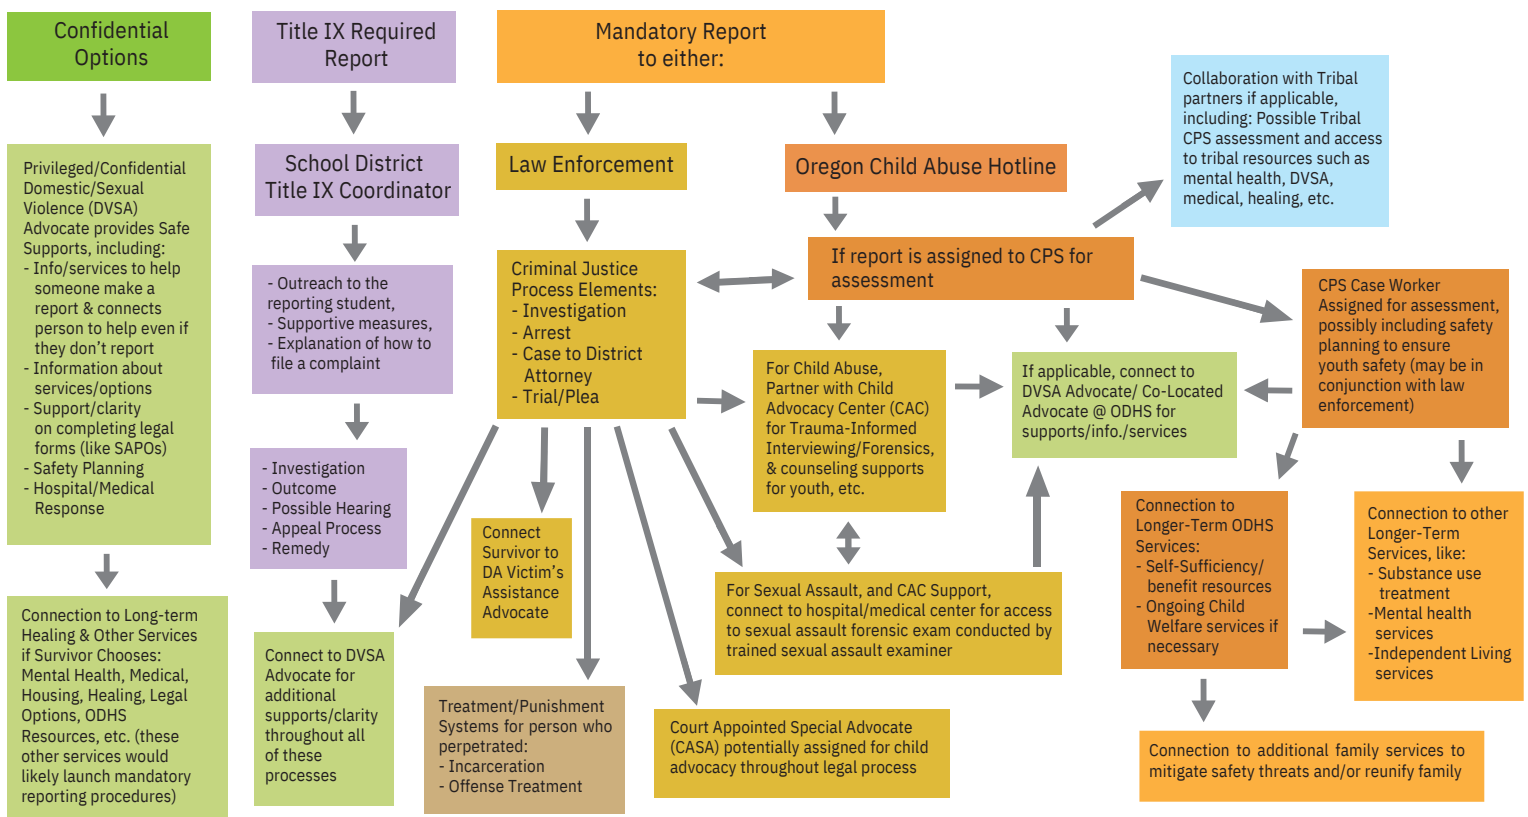 Confidential
Options
Title IX Required
Report
Mandatory Report
to either:
Collaboration with Tribal
partners if applicable,
including: Possible Tribal
CPS assessment and access
to tribal resources such as
mental health, DVSA,
medical, healing, etc.
Privileged/Confidential
Domestic/Sexual
Violence (DVSA)
Advocate provides Safe
Supports, including:
- Info/services to help
someone make a
report & connects
person to help even if
they don't report
- Information about
services/options
- Support/clarity
on completing legal
forms (like SAPOs)
- Safety Planning
- Hospital/Medical
Response
School District
Title IX Coordinator
Law Enforcement
Oregon Child Abuse Hotline
If report is assigned to CPS for
assessment
- Outreach to the
reporting student,
- Supportive measures,
- Explanation of how to
file a complaint
Criminal Justice
Process Elements:
- Investigation
- Arrest
- Case to District
Attorney
- Trial/Plea
CPS Case Worker
Assigned for assessment,
possibly including safety
planning to ensure
youth safety (may be in
conjunction with law
enforcement)
For Child Abuse,
Partner with Child
Advocacy Center (CAC)
for Trauma-Informed
Interviewing/Forensics,
& counseling supports
for youth, etc.
If applicable, connect to
DVSA Advocate/ Co-Located
Advocate @ ODHS for
supports/info./services
- Investigation
- Outcome
- Possible Hearing
- Appeal Process
- Remedy
Connect
Survivor to
DA Victim's
Assistance
Advocate
Connection to
Longer-Term ODHS
Services:
- Self-Sufficiency/
benefit resources
- Ongoing Child
Welfare services if
necessary
Connection to other
Longer-Term
Services, like:
- Substance use
treatment
-Mental health
services
-Independent Living
services
For Sexual Assault, and CAC Support,
connect to hospital/medical center for access
to sexual assault forensic exam conducted by
trained sexual assault examiner
Connection to Long-term
Healing & Other Services
if Survivor Chooses:
Mental Health, Medical,
Housing, Healing, Legal
Options, ODHS
Resources, etc. (these
other services would
likely launch mandatory
reporting procedures)
Connect to DVSA
Advocate for
additional
supports/clarity
throughout all
of these
processes
Treatment/Punishment
Systems for person who
perpetrated:
- Incarceration
- Offense Treatment
Court Appointed Special Advocate
(CASA) potentially assigned for child
advocacy throughout legal process
Connection to additional family services to
mitigate safety threats and/or reunify family